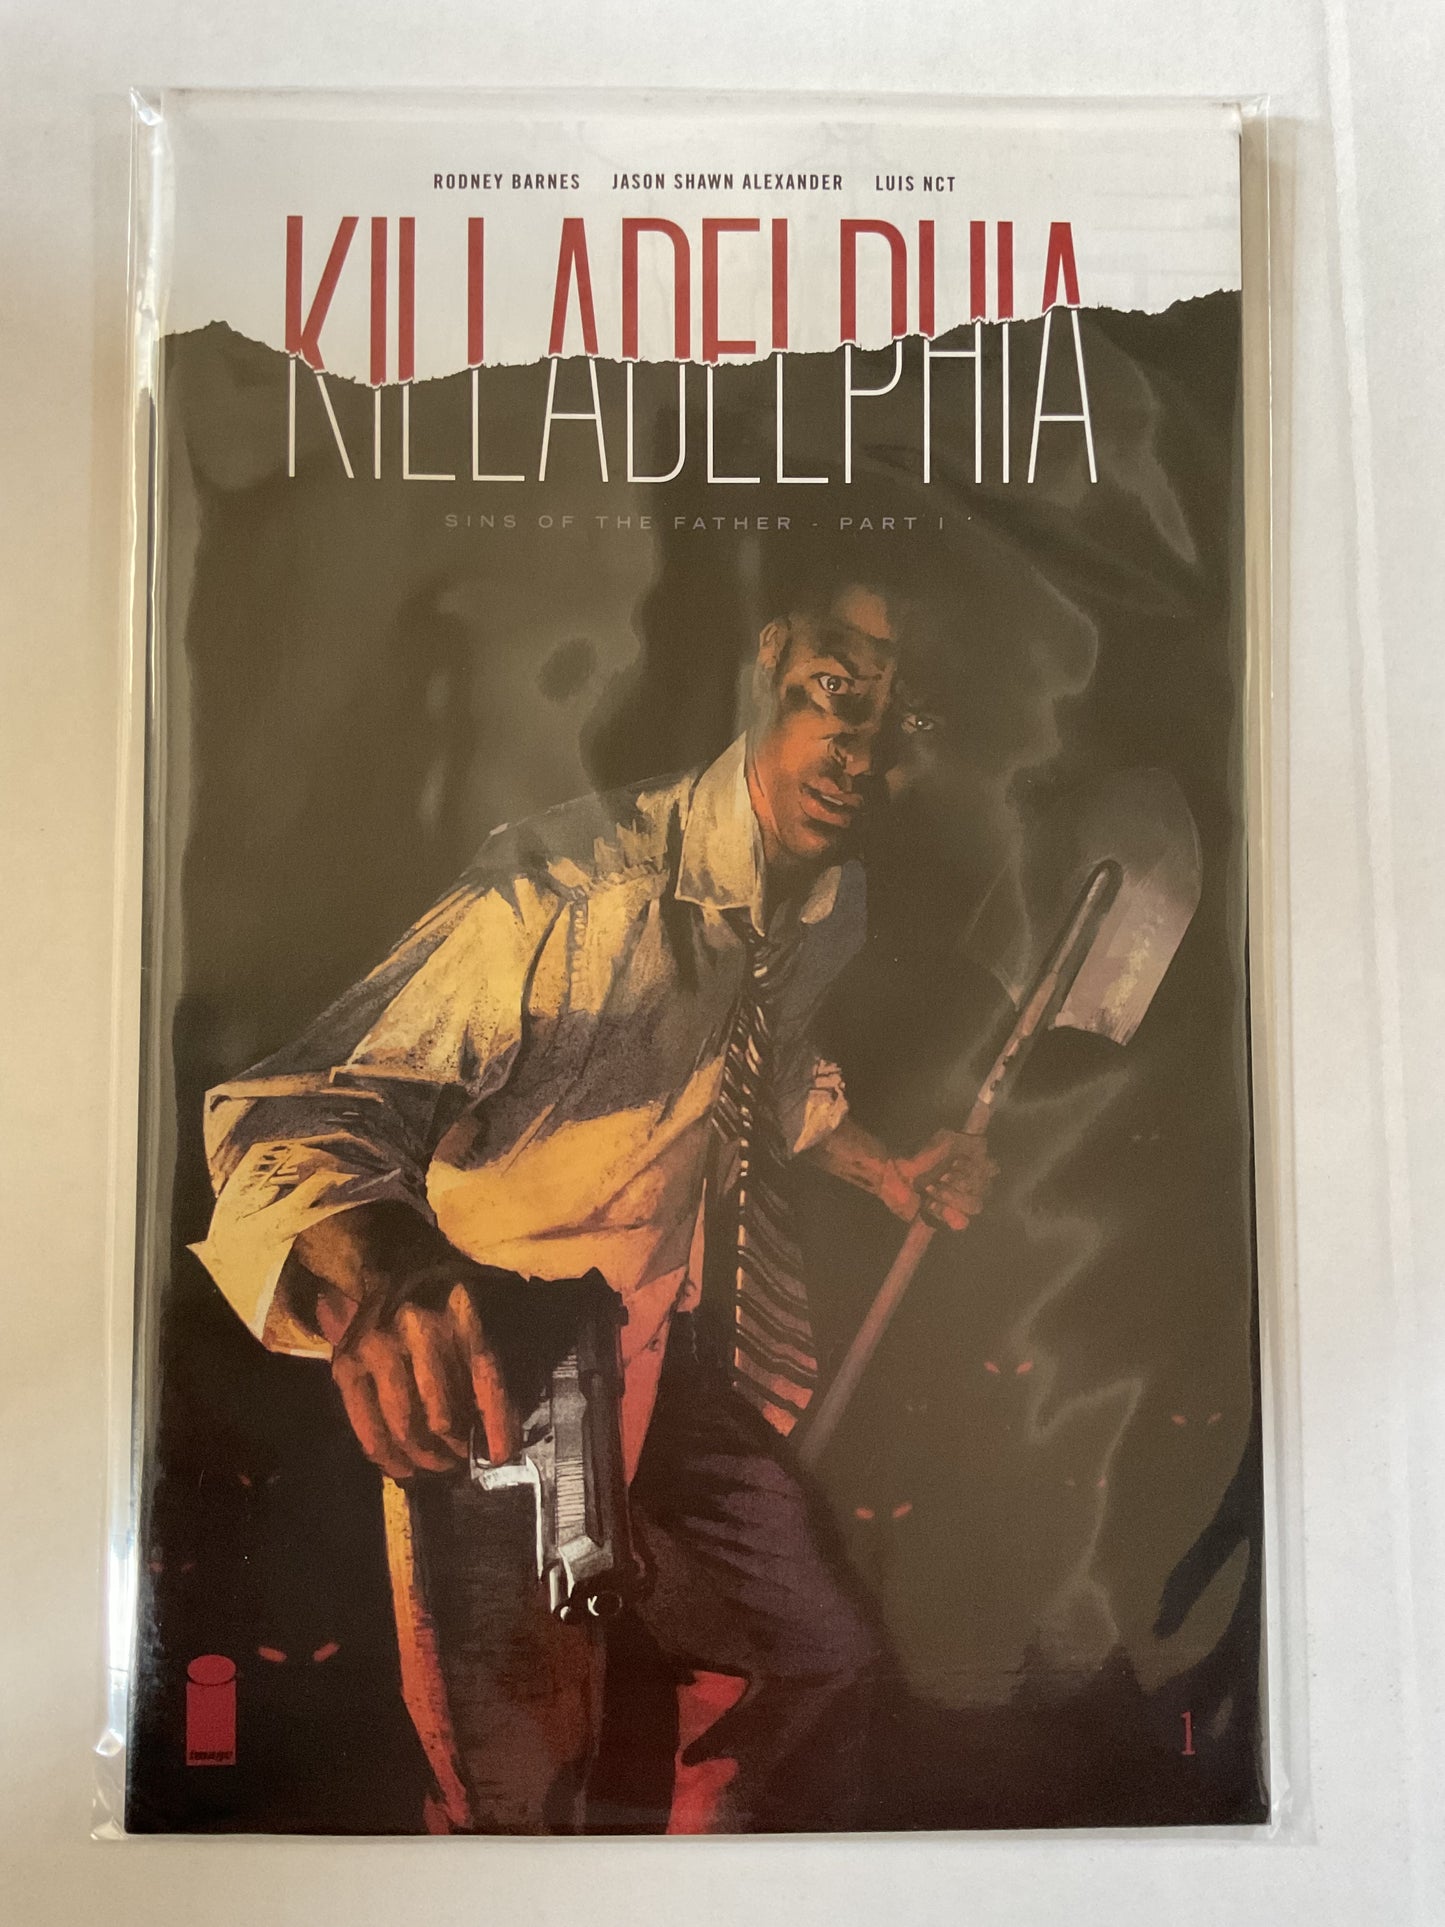 RODNEY BARNES JASON SHAWN ALEXANDER LUIS NCT
KILLADELPHIA
SINS OF THE FATHER - PART I
image
1